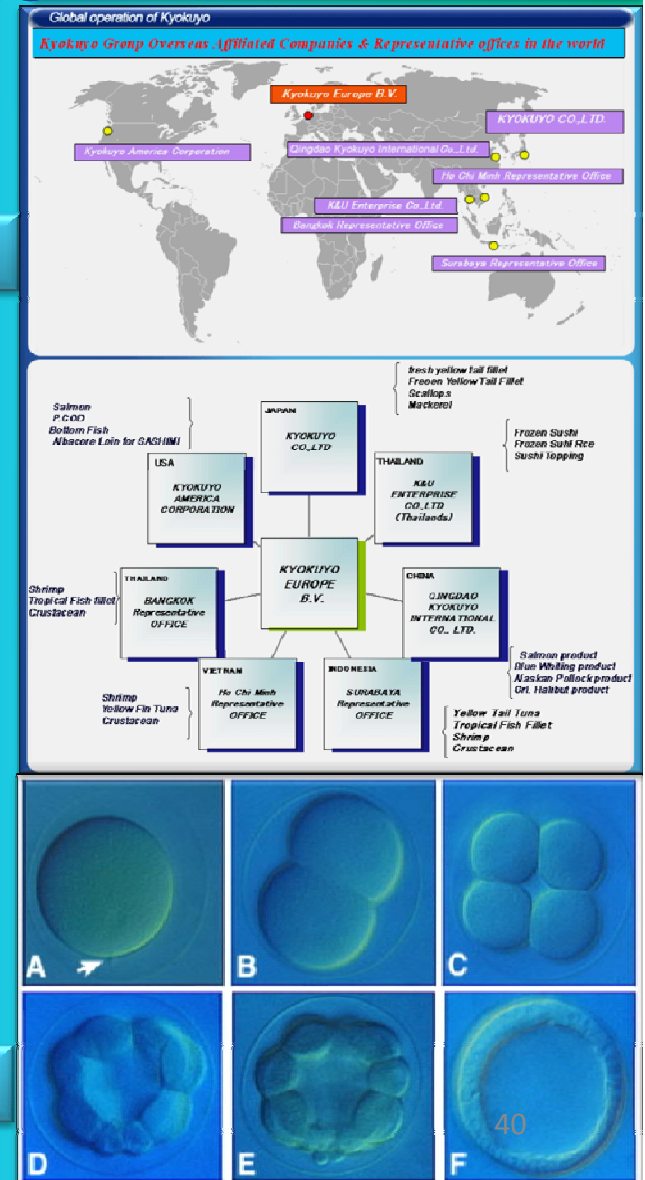 Global operation of Kyokuyo
Kyokuyo Group Overseas Affiliated Companies & Representative offices in the world
Kyokuyo Europe B.V.
KYOKUYO CO.,LTD.
Kyokuyo America Corporation
Qingdao Kyokuyo International Co.,Ltd.
Ho Chi Minh Representative Office
K&U Enterprise Co.,Ltd.
Bangkok Representative Office
Surabaya Representative Office
fresh yellow tail fillet
Frozen Yellow Tail Fillet
Scallops
Mackerel
Salmon
P.COD
Bottom Fish
Albacore Loin for SASHIMI
JAPAN
KYOKUYO
CO.,LTD
Frozen Sushi
Frozen Suhi Rce
Sushi Topping
USA
KYOKUYO
AMERICA
CORPORATION
THAILAND
K&U
ENTERPRISE
CO.,LTD
(Thailands)
KYOKUYO
EUROPE
B.V.
Shrimp
Tropical Fish fillet
Crustacean
THAILAND
BANGKOK
Representative
OFFICE
CHINA
QINGDAO
KYOKUYO
INTERNATIONAL
CO., LTD.
Salmon product
Blue Whiting product
Alaskan Pollock product
Grl. Halibut product
Shrimp
Yellow Fin Tuna
Crustacean
VIETNAM
Ho Chi Minh
Representative
OFFICE
INDONESIA
SURABAYA
Representative
OFFICE
Yellow Tail Tuna
Tropical Fish Fillet
Shrimp
Crustacean
A
B
C
D
E
F
40